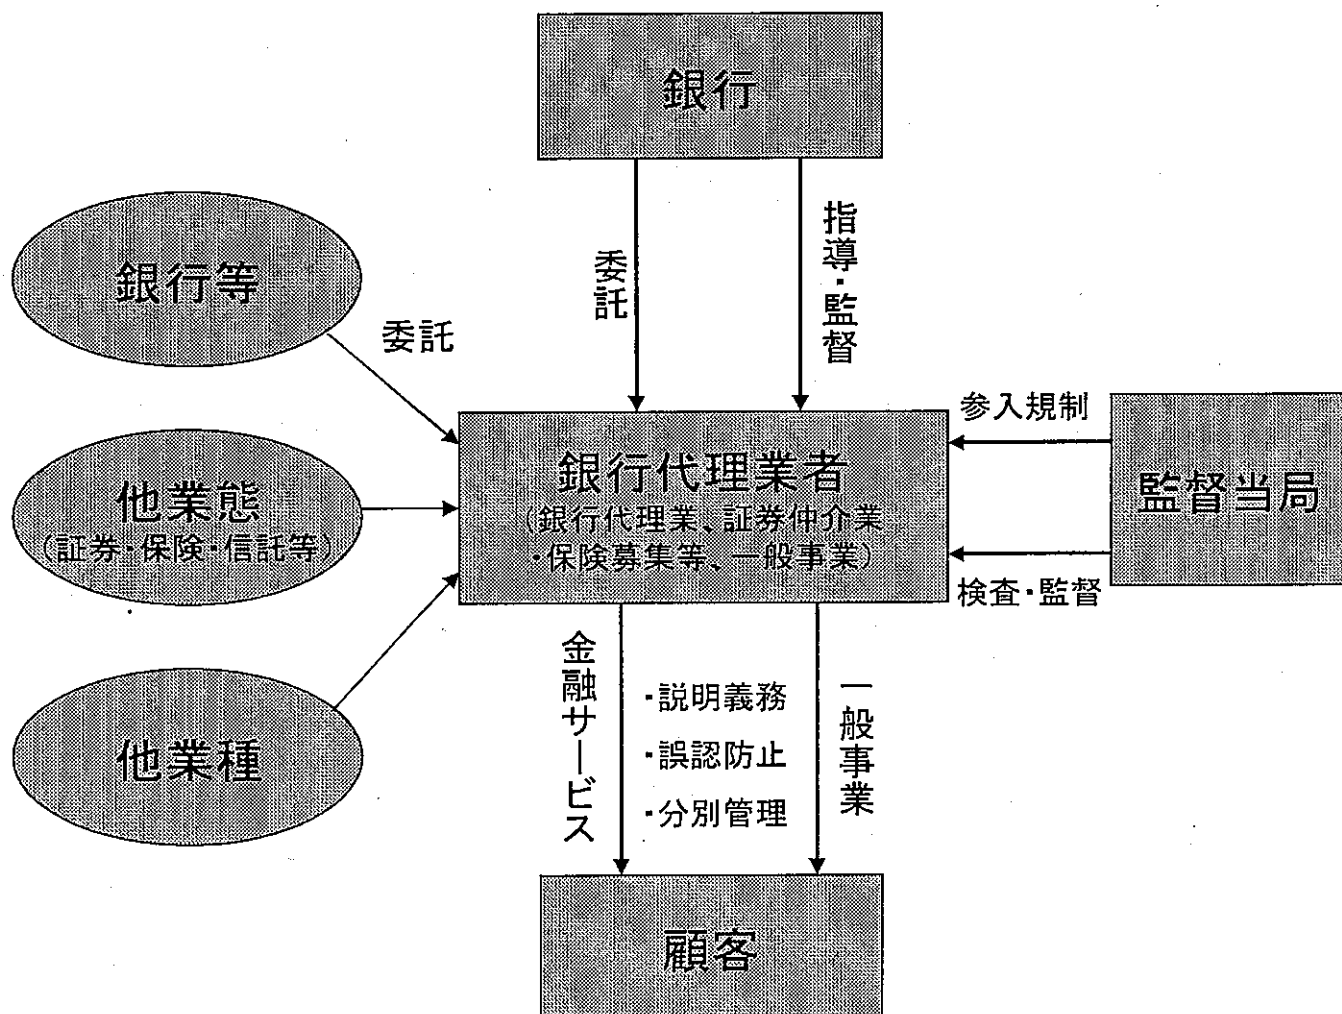 銀行
委託
指導・監督
銀行等
委託
他業態
(証券・保険・信託等)
他業種
銀行代理業者
(銀行代理業、証券仲介業
・保険募集等、一般事業)
参入規制
監督当局
検査・監督
金融サービス
・説明義務
・誤認防止
・分別管理
一般事業
顧客